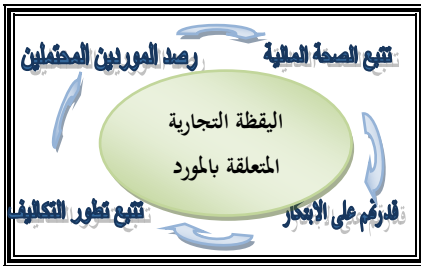 رصد الموردين المحتملين
تتبع الصحة المالية
اليقظة التجارية
المتعلقة بالمورد
قدرتهم على الابتكار
تتبع تطور التكاليف